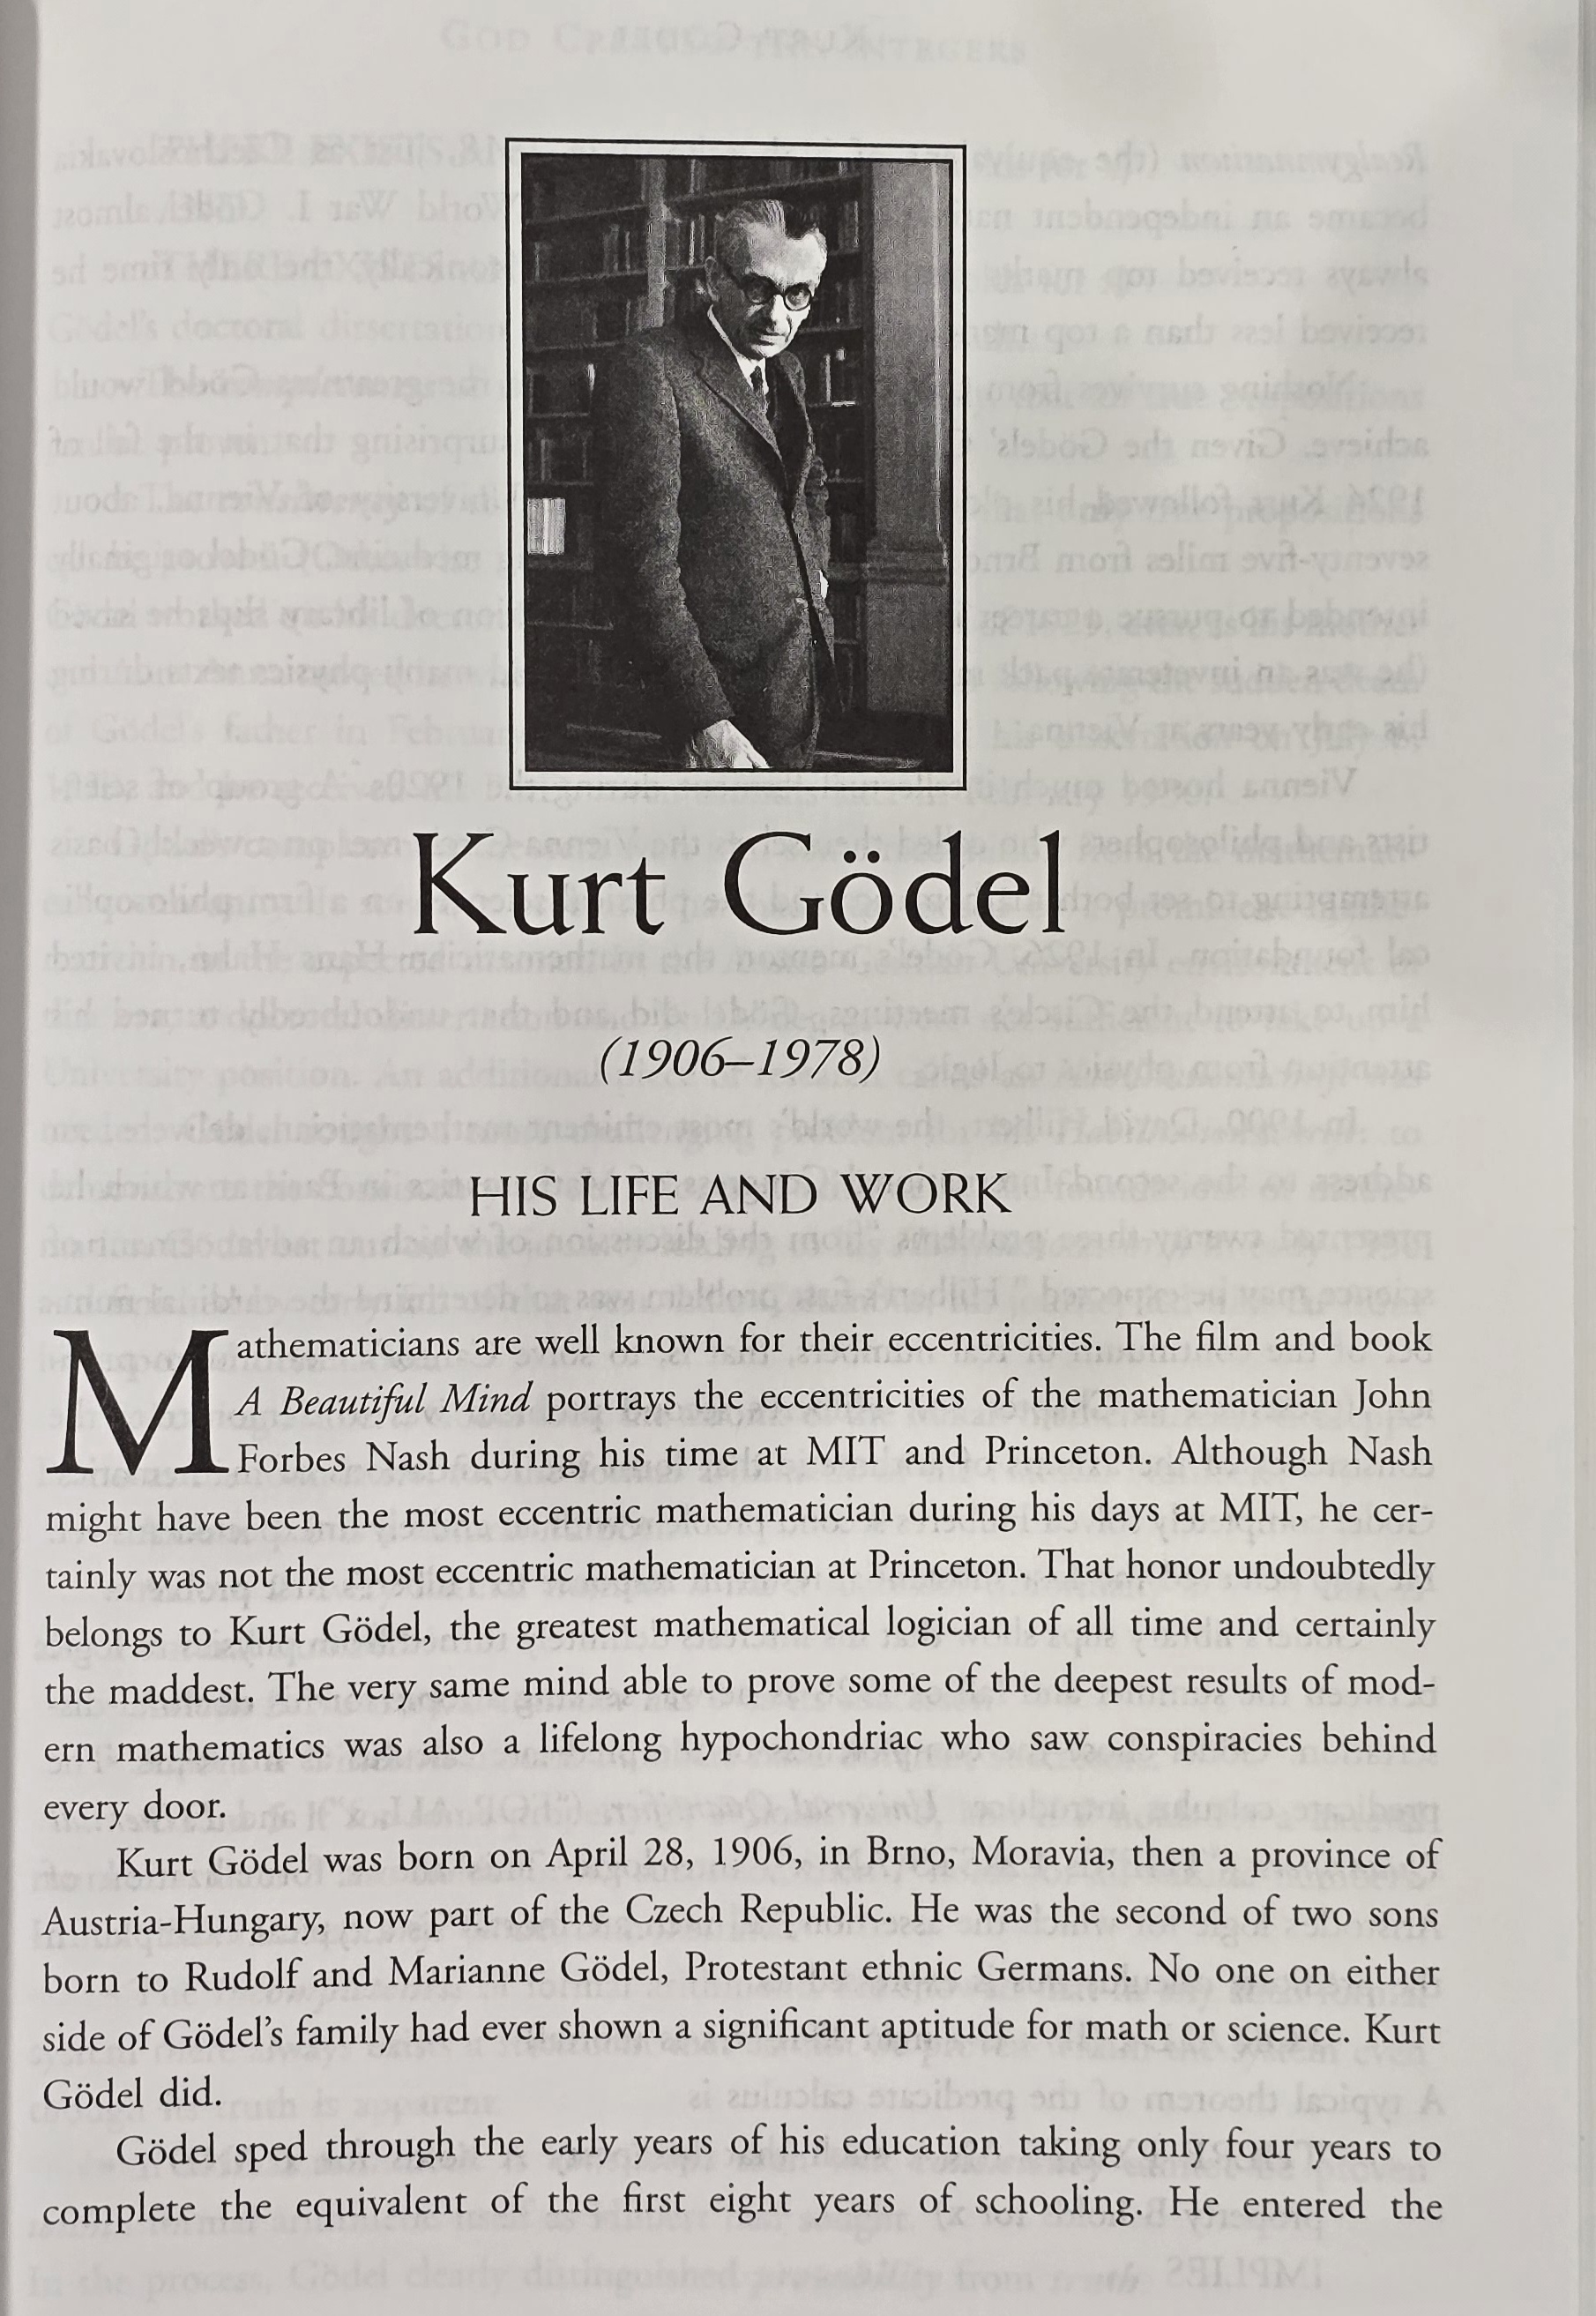 Kurt Gödel
(1906–1978)
HIS LIFE AND WORK
Mathematicians are well known for their eccentricities. The film and book
A Beautiful Mind portrays the eccentricities of the mathematician John
Forbes Nash during his time at MIT and Princeton. Although Nash
might have been the most eccentric mathematician during his days at MIT, he cer-
tainly was not the most eccentric mathematician at Princeton. That honor undoubtedly
belongs to Kurt Gödel, the greatest mathematical logician of all time and certainly
the maddest. The very same mind able to prove some of the deepest results of mod-
ern mathematics was also a lifelong hypochondriac who saw conspiracies behind
every door.
Kurt Gödel was born on April 28, 1906, in Brno, Moravia, then a province of
Austria-Hungary, now part of the Czech Republic. He was the second of two sons
born to Rudolf and Marianne Gödel, Protestant ethnic Germans. No one on either
side of Gödel’s family had ever shown a significant aptitude for math or science. Kurt
Gödel did.
Gödel sped through the early years of his education taking only four years to
complete the equivalent of the first eight years of schooling. He entered the